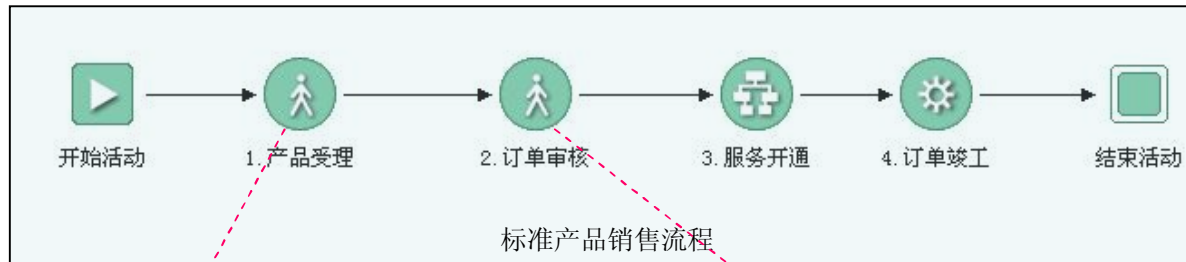 开始活动
1.产品受理
2.订单审核
3.服务开通
4.订单竣工
结束活动
标准产品销售流程